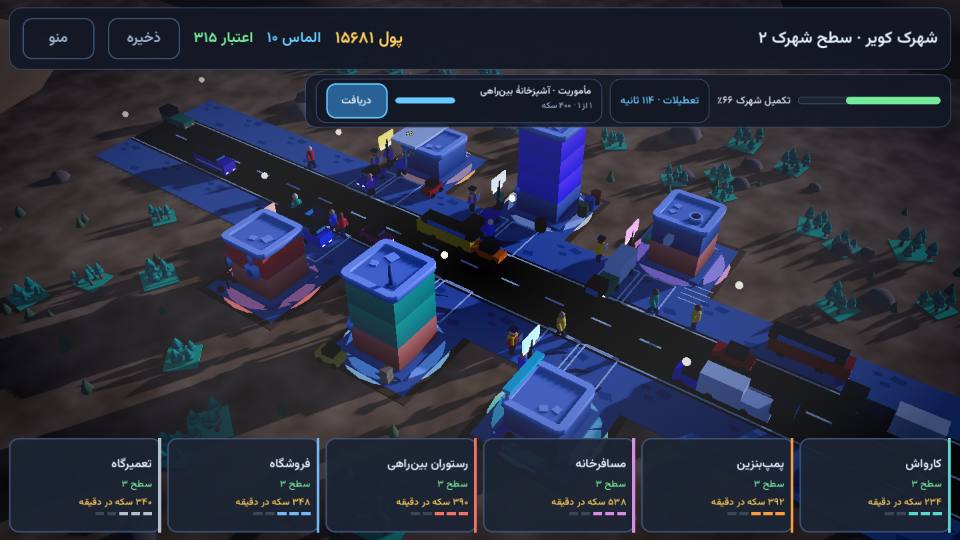 شهرک کویر · سطح شهرک ۲
پول ۱۵۶۸۱
الماس ۱۰
اعتبار ۳۱۵
ذخیره
منو
تکمیل شهرک ۶۶٪
تعطیلات · ۱۱۴ ثانیه
مأموریت · آشپزخانهٔ بین‌راهی
۱ از ۱ · ۴۰۰ سکه
دریافت
کارواش
سطح ۳
۲۳۴ سکه در دقیقه
پمپ‌بنزین
سطح ۳
۳۹۲ سکه در دقیقه
مسافرخانه
سطح ۳
۵۳۸ سکه در دقیقه
رستوران بین‌راهی
سطح ۳
۳۹۰ سکه در دقیقه
فروشگاه
سطح ۳
۳۴۸ سکه در دقیقه
تعمیرگاه
سطح ۳
۳۴۰ سکه در دقیقه